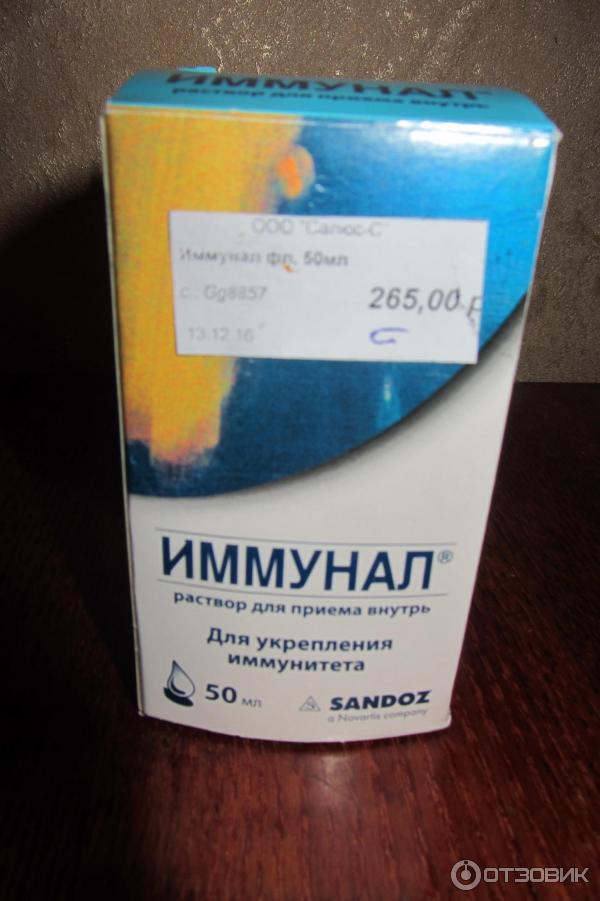 ИММУНАЛ®
раствор для приема внутрь
ООО "Салюс-С"
Иммунал фл. 50мл
с. Gg8857
265,00 р
13.12.16
ИММУНАЛ®
раствор для приема внутрь
Для укрепления
иммунитета
50 мл
SANDOZ
a Novartis company
ОТЗОВИК